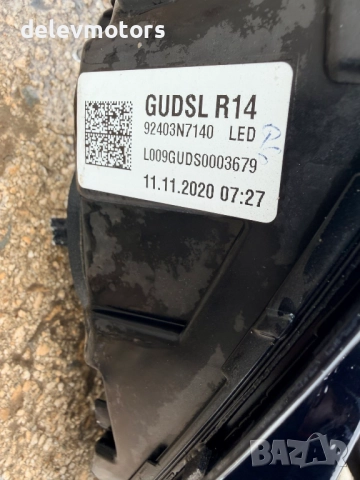 delevmotors
GUDSL R14
92403N7140 LED
L009GUDS0003679
11.11.2020 07:27
BAZAR